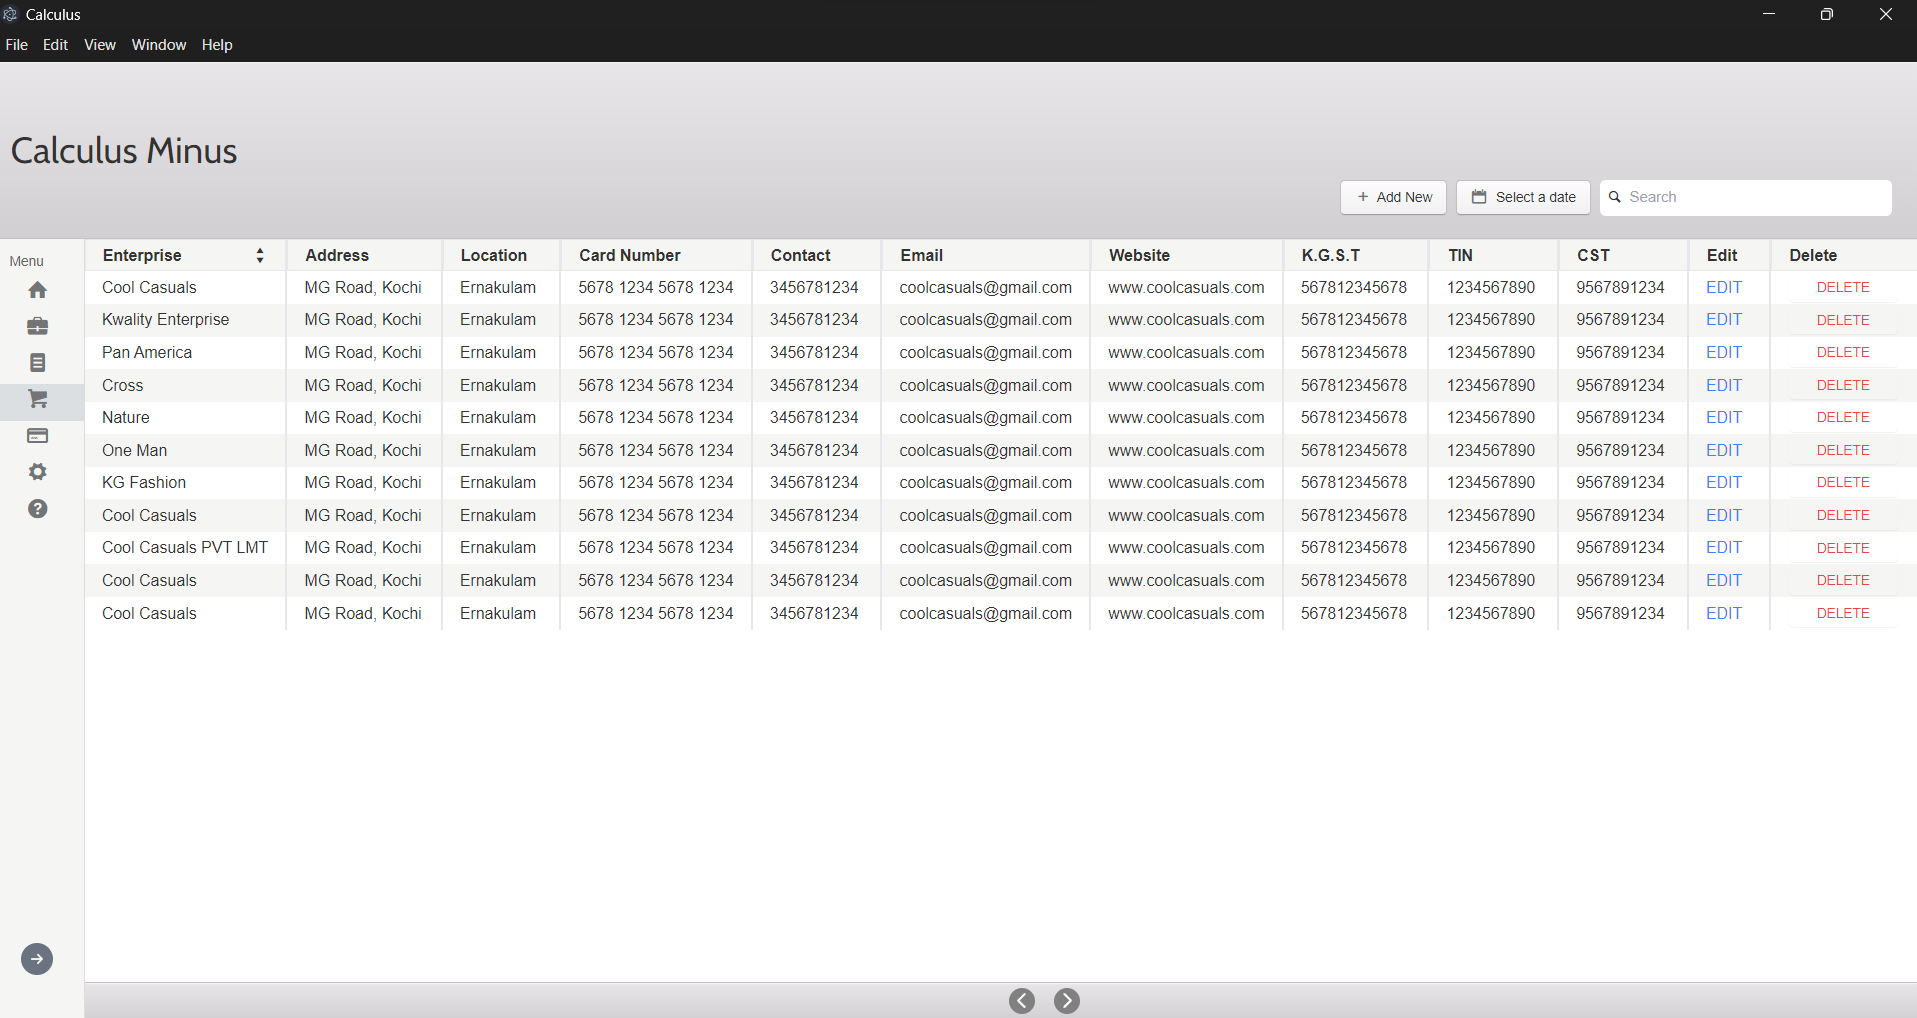 Calculus
File Edit View Window Help
Calculus Minus
+ Add New Select a date Search
Menu
Enterprise Address Location Card Number Contact Email Website K.G.S.T TIN CST Edit Delete
Cool Casuals MG Road, Kochi Ernakulam 5678 1234 5678 1234 3456781234 coolcasuals@gmail.com www.coolcasuals.com 567812345678 1234567890 9567891234 EDIT DELETE
Kwality Enterprise MG Road, Kochi Ernakulam 5678 1234 5678 1234 3456781234 coolcasuals@gmail.com www.coolcasuals.com 567812345678 1234567890 9567891234 EDIT DELETE
Pan America MG Road, Kochi Ernakulam 5678 1234 5678 1234 3456781234 coolcasuals@gmail.com www.coolcasuals.com 567812345678 1234567890 9567891234 EDIT DELETE
Cross MG Road, Kochi Ernakulam 5678 1234 5678 1234 3456781234 coolcasuals@gmail.com www.coolcasuals.com 567812345678 1234567890 9567891234 EDIT DELETE
Nature MG Road, Kochi Ernakulam 5678 1234 5678 1234 3456781234 coolcasuals@gmail.com www.coolcasuals.com 567812345678 1234567890 9567891234 EDIT DELETE
One Man MG Road, Kochi Ernakulam 5678 1234 5678 1234 3456781234 coolcasuals@gmail.com www.coolcasuals.com 567812345678 1234567890 9567891234 EDIT DELETE
KG Fashion MG Road, Kochi Ernakulam 5678 1234 5678 1234 3456781234 coolcasuals@gmail.com www.coolcasuals.com 567812345678 1234567890 9567891234 EDIT DELETE
Cool Casuals MG Road, Kochi Ernakulam 5678 1234 5678 1234 3456781234 coolcasuals@gmail.com www.coolcasuals.com 567812345678 1234567890 9567891234 EDIT DELETE
Cool Casuals PVT LMT MG Road, Kochi Ernakulam 5678 1234 5678 1234 3456781234 coolcasuals@gmail.com www.coolcasuals.com 567812345678 1234567890 9567891234 EDIT DELETE
Cool Casuals MG Road, Kochi Ernakulam 5678 1234 5678 1234 3456781234 coolcasuals@gmail.com www.coolcasuals.com 567812345678 1234567890 9567891234 EDIT DELETE
Cool Casuals MG Road, Kochi Ernakulam 5678 1234 5678 1234 3456781234 coolcasuals@gmail.com www.coolcasuals.com 567812345678 1234567890 9567891234 EDIT DELETE